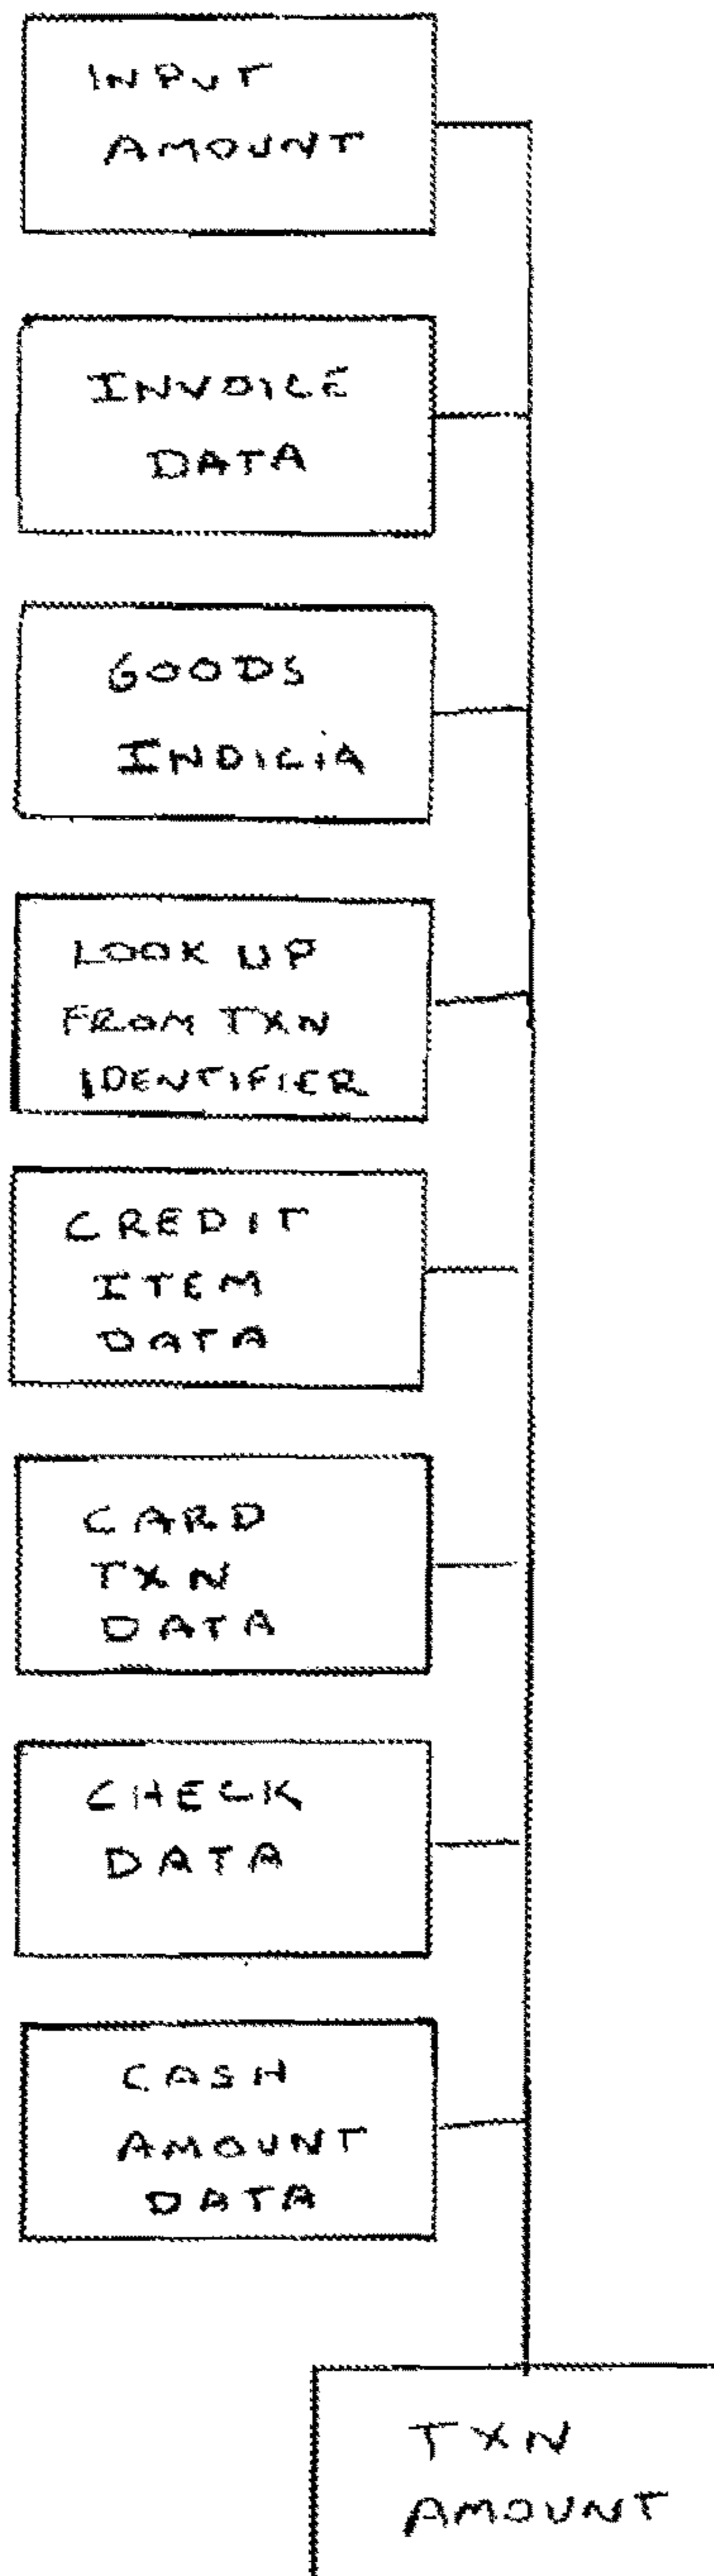 INPUT
AMOUNT
INVOICE
DATA
GOODS
INDICIA
LOOK UP
FROM TXN
IDENTIFIER
CREDIT
ITEM
DATA
CARD
TXN
DATA
CHECK
DATA
CASH
AMOUNT
DATA
TXN
AMOUNT